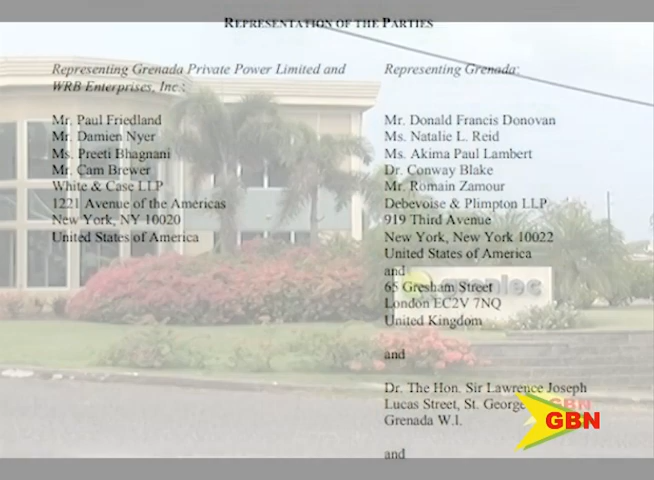 REPRESENTATION OF THE PARTIES
Representing Grenada Private Power Limited and
WRB Enterprises, Inc.:
Mr. Paul Friedland
Mr. Damien Nyer
Ms. Preeti Bhagnani
Mr. Cam Brewer
White & Case LLP
1221 Avenue of the Americas
New York, NY 10020
United States of America
Representing Grenada:
Mr. Donald Francis Donovan
Ms. Natalie L. Reid
Ms. Akima Paul Lambert
Dr. Conway Blake
Mr. Romain Zamour
Debevoise & Plimpton LLP
919 Third Avenue
New York, New York 10022
United States of America
and
65 Gresham Street
London EC2V 7NQ
United Kingdom
and
Dr. The Hon. Sir Lawrence Joseph
Lucas Street, St. George
Grenada W.I.
and
GBN
GBN